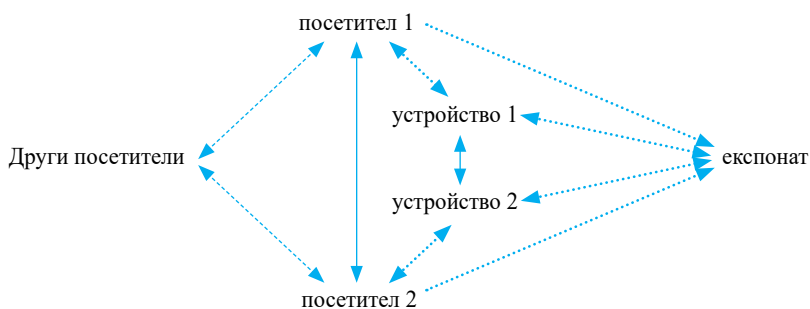 посетител 1
устройство 1
Други посетители
експонат
устройство 2
посетител 2